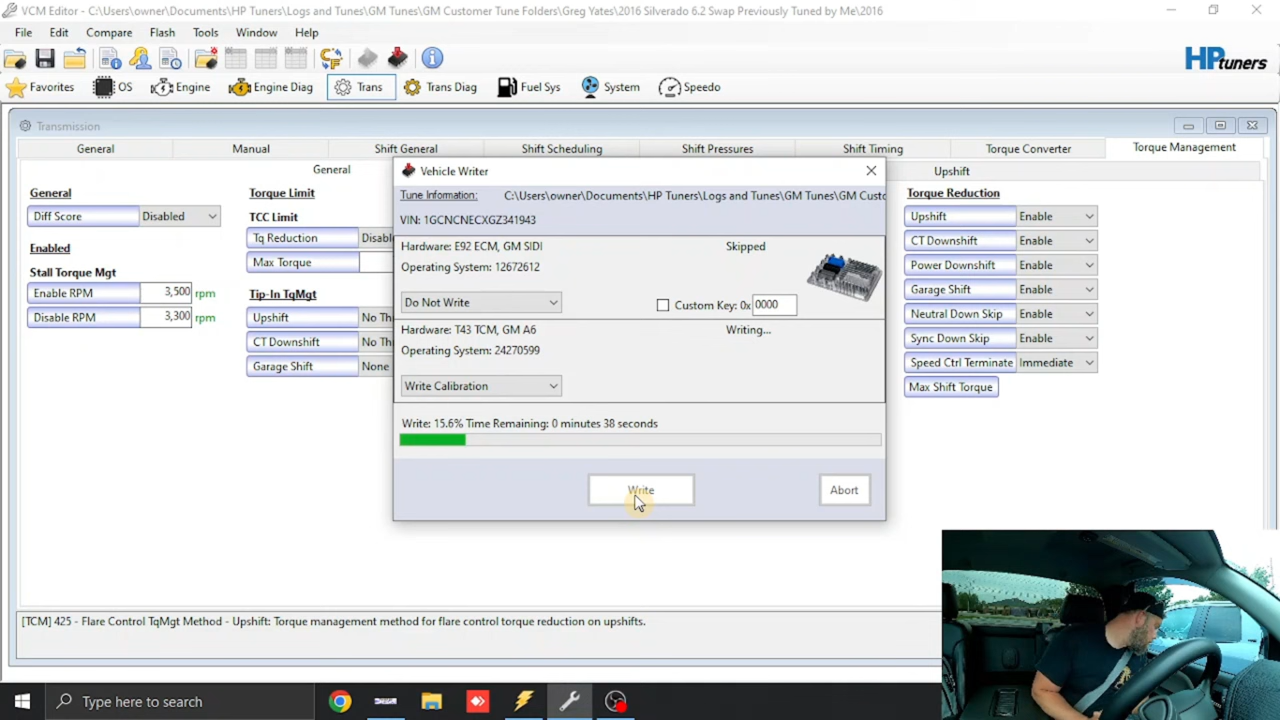 VCM Editor - C:\Users\owner\Documents\HP Tuners\Logs and Tunes\GM Tunes\GM Customer Tune Folders\Greg Yates\2016 Silverado 6.2 Swap Previously Tuned by Me\2016
File Edit Compare Flash Tools Window Help
HP tuners
Favorites OS Engine Engine Diag Trans Trans Diag Fuel Sys System Speedo
Transmission
General Manual Shift General Shift Scheduling Shift Pressures Shift Timing Torque Converter Torque Management
General Upshift
General
Diff Score Disabled
Enabled
Stall Torque Mgt
Enable RPM 3,500 rpm
Disable RPM 3,300 rpm
Torque Limit
TCC Limit
Tq Reduction
Max Torque
Tip-In TqMgt
Upshift
CT Downshift
Garage Shift None
Vehicle Writer
Tune Information: C:\Users\owner\Documents\HP Tuners\Logs and Tunes\GM Tunes\GM Custo
VIN: 1GCNCNECXGZ341943
Hardware: E92 ECM, GM SIDI Skipped
Operating System: 12672612
Do Not Write Custom Key: 0x 0000
Hardware: T43 TCM, GM A6 Writing...
Operating System: 24270599
Write Calibration
Write: 15.6% Time Remaining: 0 minutes 38 seconds
Write Abort
Torque Reduction
Upshift Enable
CT Downshift Enable
Power Downshift Enable
Garage Shift Enable
Neutral Down Skip Enable
Sync Down Skip Enable
Speed Ctrl Terminate Immediate
Max Shift Torque
[TCM] 425 - Flare Control TqMgt Method - Upshift: Torque management method for flare control torque reduction on upshifts.
Type here to search